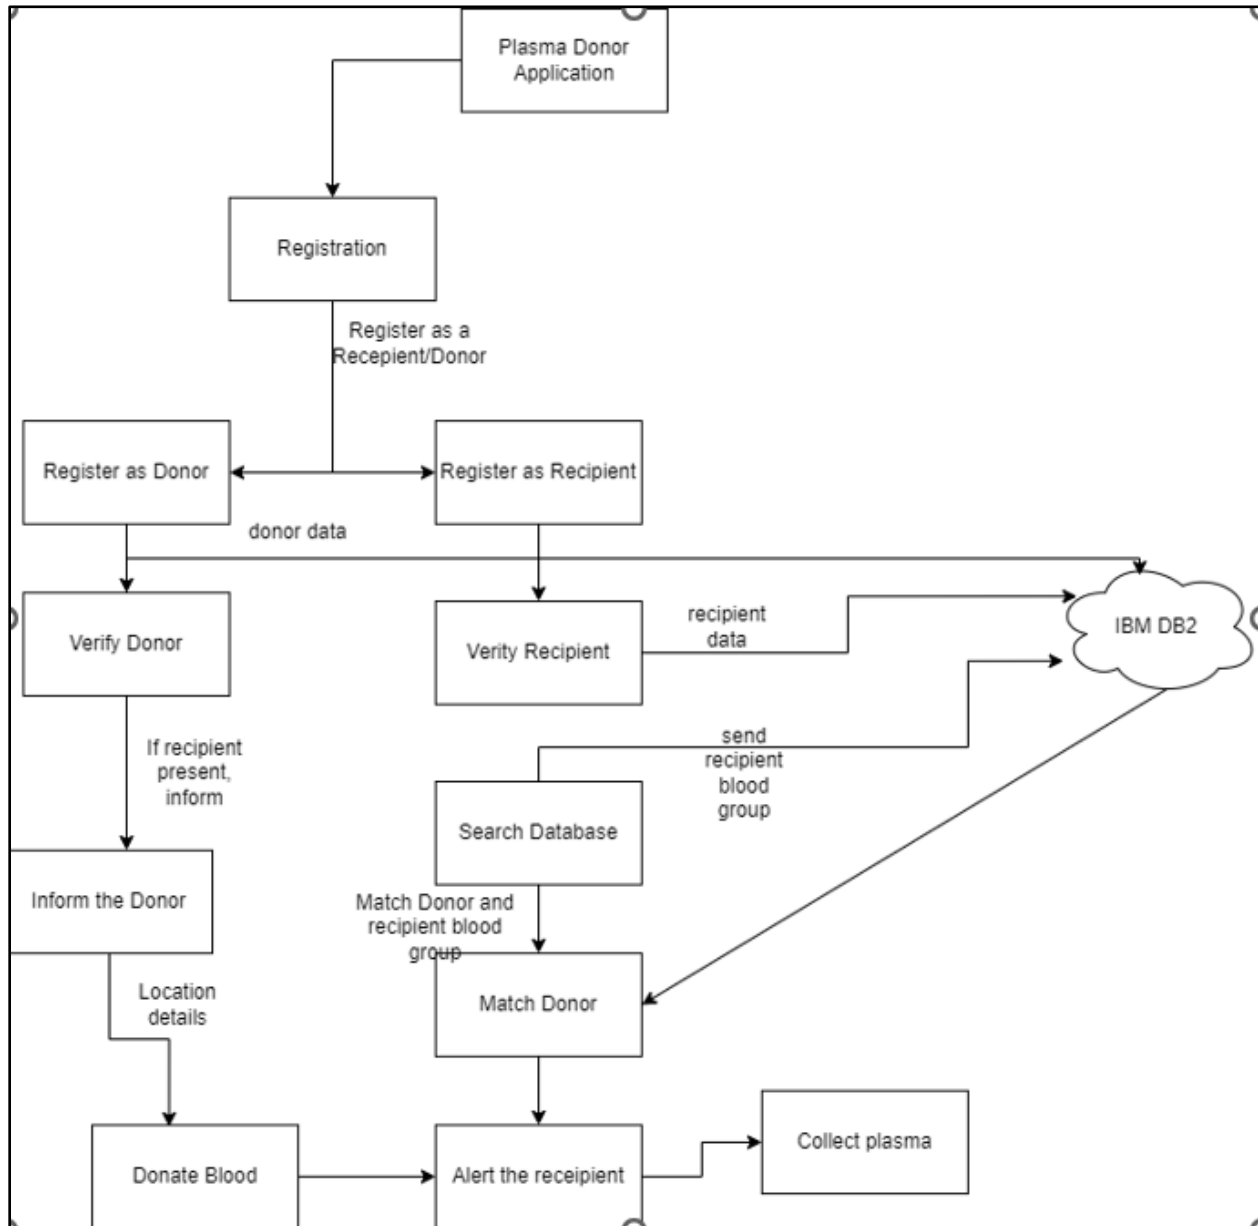 Plasma Donor
Application
Registration
Register as a
Recepient/Donor
Register as Donor
Register as Recipient
donor data
Verify Donor
Verity Recipient
recipient
data
IBM DB2
If recipient
present,
inform
send
recipient
blood
group
Search Database
Inform the Donor
Match Donor and
recipient blood
group
Location
details
Match Donor
Donate Blood
Alert the receipient
Collect plasma